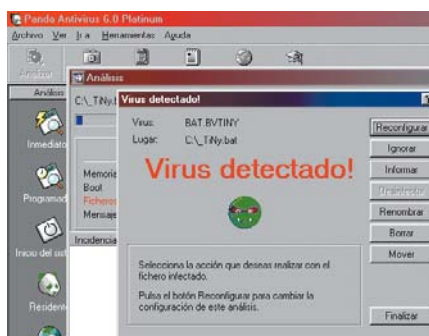 Panda Antivirus 6.0 Platinum
Archivo Ver Ir a Herramientas Ayuda
Analizar
Análisis
Inmediato
Programad
Inicio del sist
Resident
Análisis
C:\_TiNy.b
Memoria
Boot
Ficheros
Mensaje
Incidencia
Virus detectado!
Virus: BAT.BVTINY
Lugar: C:\_TiNy.bat
Virus detectado!
Selecciona la acción que deseas realizar con el
fichero infectado.
Pulsa el botón Reconfigurar para cambiar la
configuración de este análisis.
Reconfigurar
Ignorar
Informar
Desinfectar
Renombrar
Borrar
Mover
Finalizar